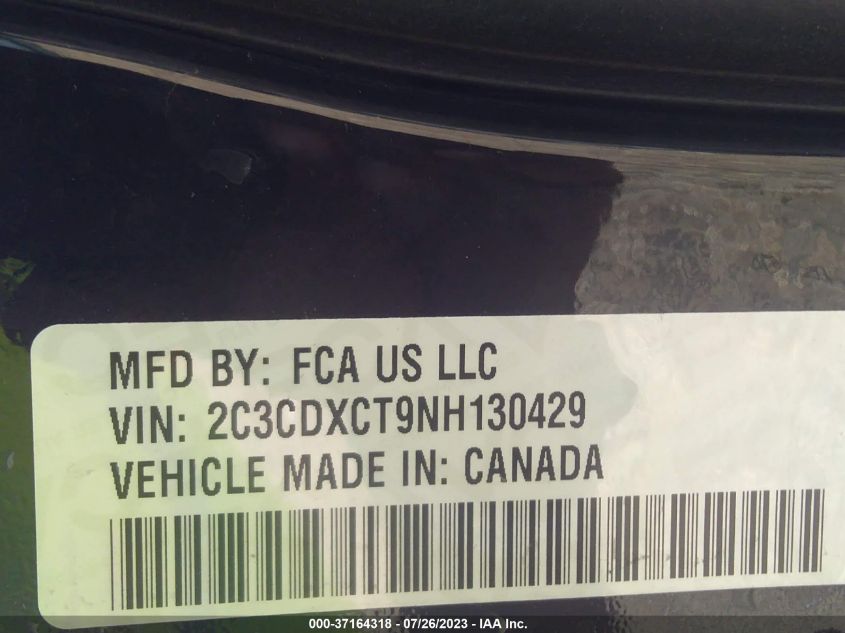 MFD BY: FCA US LLC
VIN: 2C3CDXCT9NH130429
VEHICLE MADE IN: CANADA
000-37164318 - 07/26/2023 - IAA Inc.